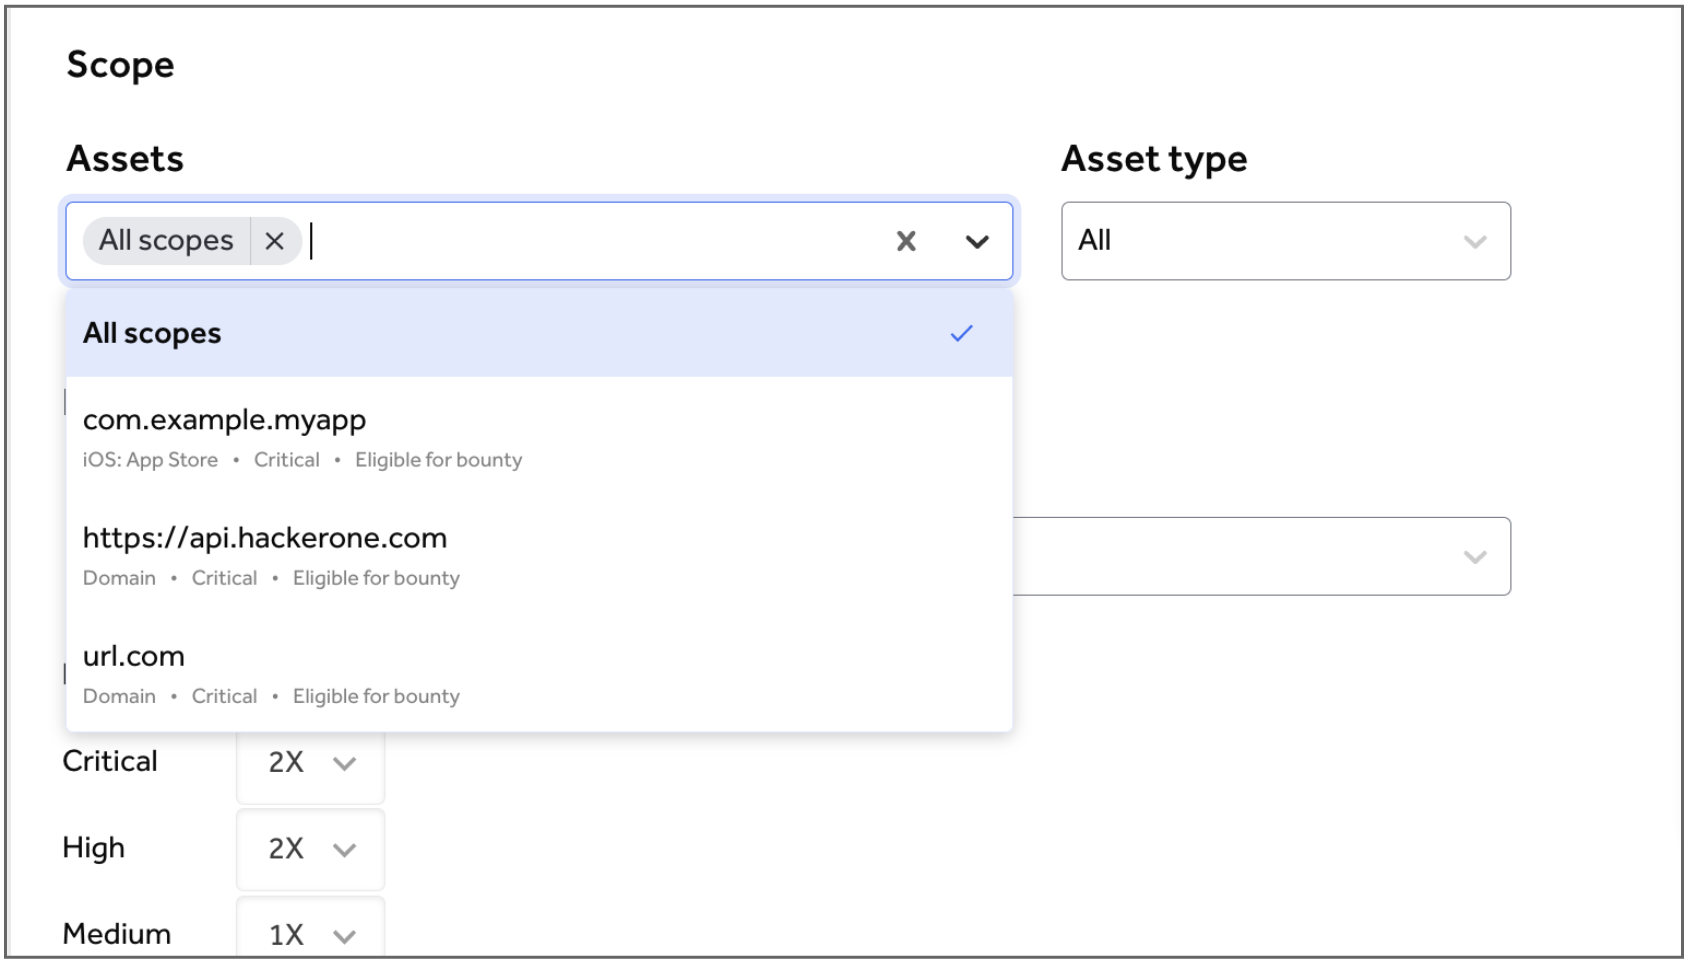 Scope
Assets
Asset type
All scopes
All
All scopes
com.example.myapp
iOS: App Store • Critical • Eligible for bounty
https://api.hackerone.com
Domain • Critical • Eligible for bounty
url.com
Domain • Critical • Eligible for bounty
Critical 2X
High 2X
Medium 1X